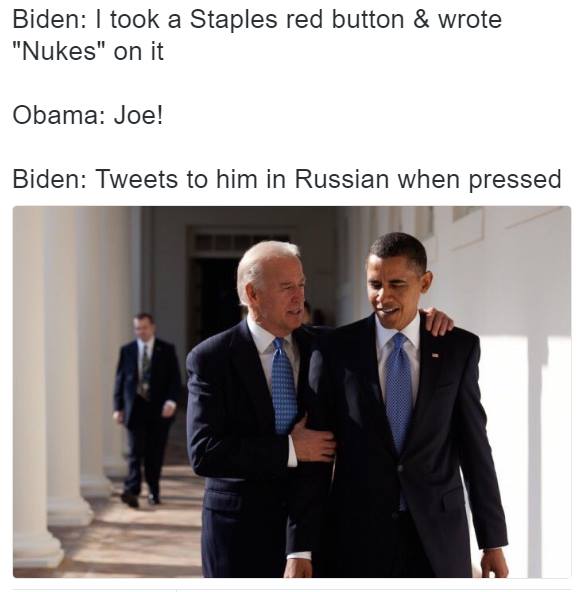 Biden: I took a Staples red button & wrote
"Nukes" on it
Obama: Joe!
Biden: Tweets to him in Russian when pressed